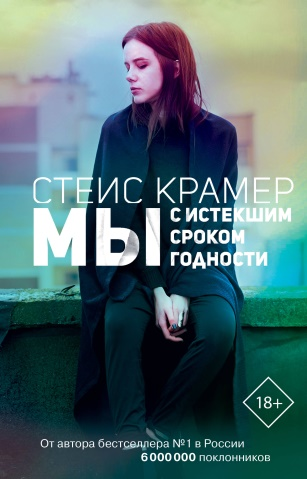 СТЕЙС КРАМЕР
МЫ
С ИСТЕКШИМ
СРОКОМ
ГОДНОСТИ
18+
От автора бестселлера №1 в России
6 000 000 поклонников